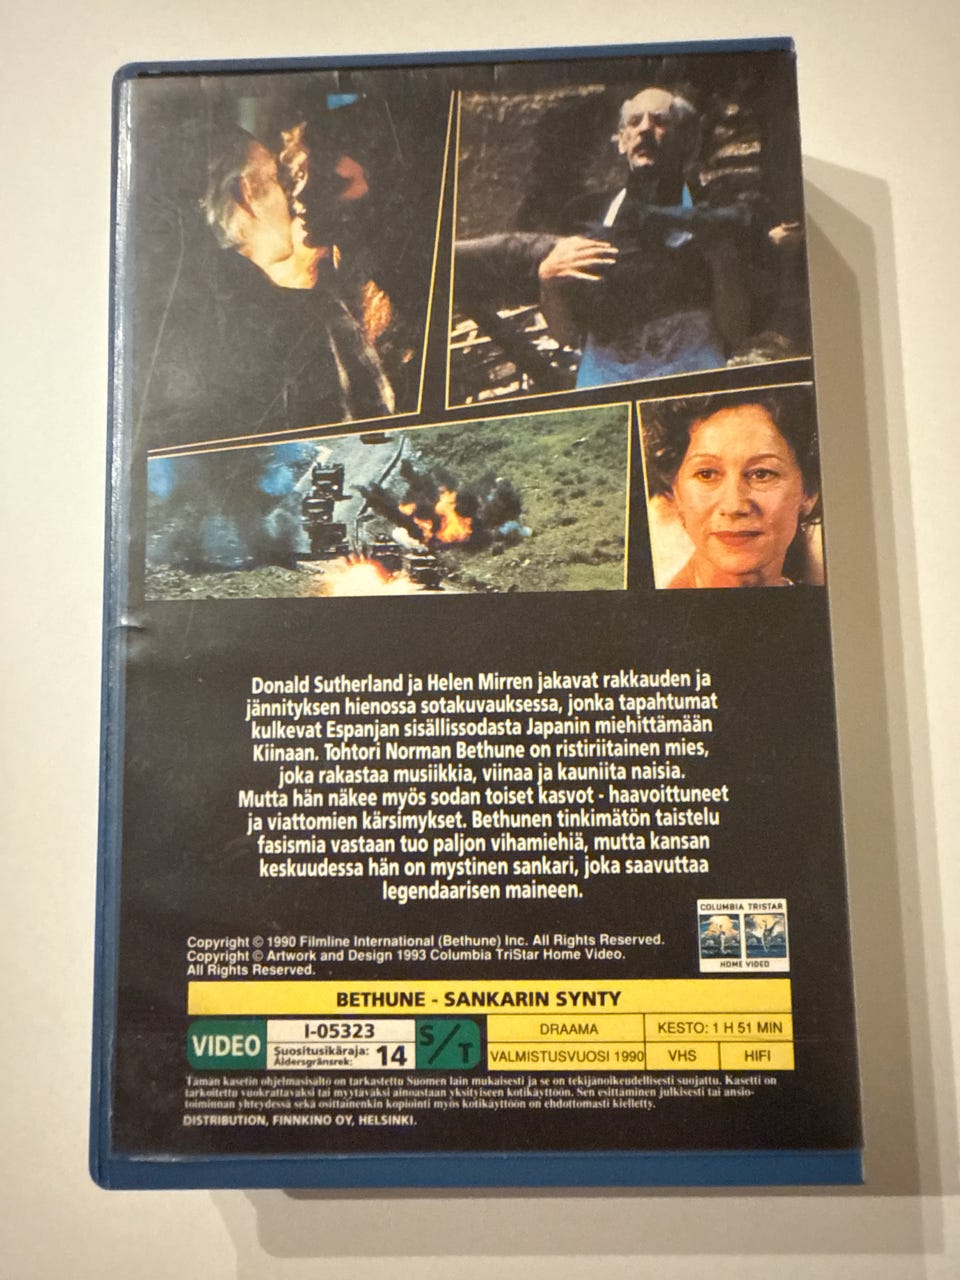 Donald Sutherland ja Helen Mirren jakavat rakkauden ja
jännityksen hienossa sotakuvauksessa, jonka tapahtumat
kulkevat Espanjan sisällissodasta Japanin miehittämään
Kiinaan. Tohtori Norman Bethune on ristiriitainen mies,
joka rakastaa musiikkia, viinaa ja kauniita naisia.
Mutta hän näkee myös sodan toiset kasvot - haavoittuneet
ja viattomien kärsimykset. Bethunen tinkimätön taistelu
fasismia vastaan tuo paljon vihamiehiä, mutta kansan
keskuudessa hän on mystinen sankari, joka saavuttaa
legendaarisen maineen.
COLUMBIA TRISTAR
HOME VIDEO
Copyright © 1990 Filmline International (Bethune) Inc. All Rights Reserved.
Copyright © Artwork and Design 1993 Columbia TriStar Home Video.
All Rights Reserved.
BETHUNE - SANKARIN SYNTY
VIDEO
I-05323
Suositusikäraja:
Åldersgränsrek:
14
S/T
DRAAMA
KESTO: 1 H 51 MIN
VALMISTUSVUOSI 1990
VHS
HIFI
Tämän kasetin ohjelmasisältö on tarkastettu Suomen lain mukaisesti ja se on tekijänoikeudellisesti suojattu. Kasetti on
tarkoitettu vuokrattavaksi tai myytäväksi ainoastaan yksityiseen kotikäyttöön. Sen esittäminen julkisesti tai ansio-
toiminnan yhteydessä sekä osittainenkin kopiointi myös kotikäyttöön on ehdottomasti kielletty.
DISTRIBUTION, FINNKINO OY, HELSINKI.